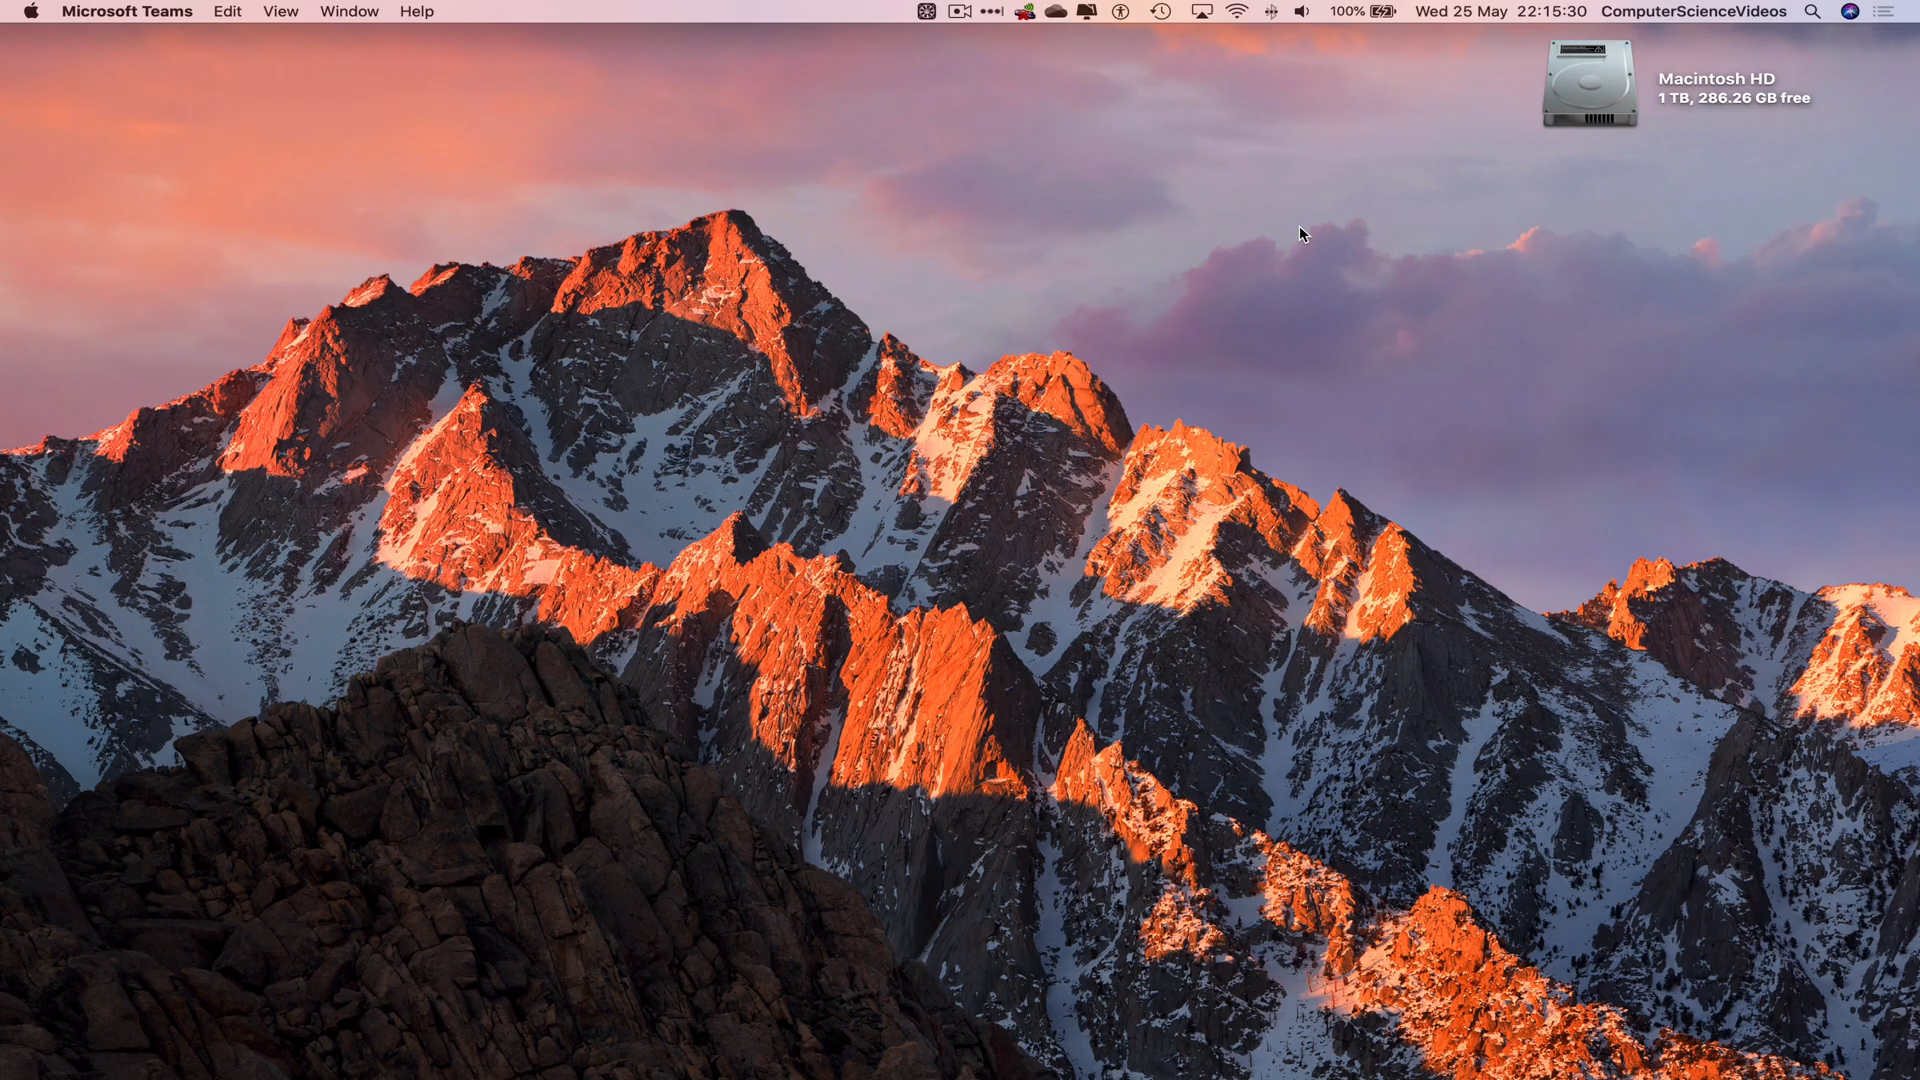 Microsoft Teams Edit View Window Help 100% Wed 25 May 22:15:30 ComputerScienceVideos
Macintosh HD
1 TB, 286.26 GB free